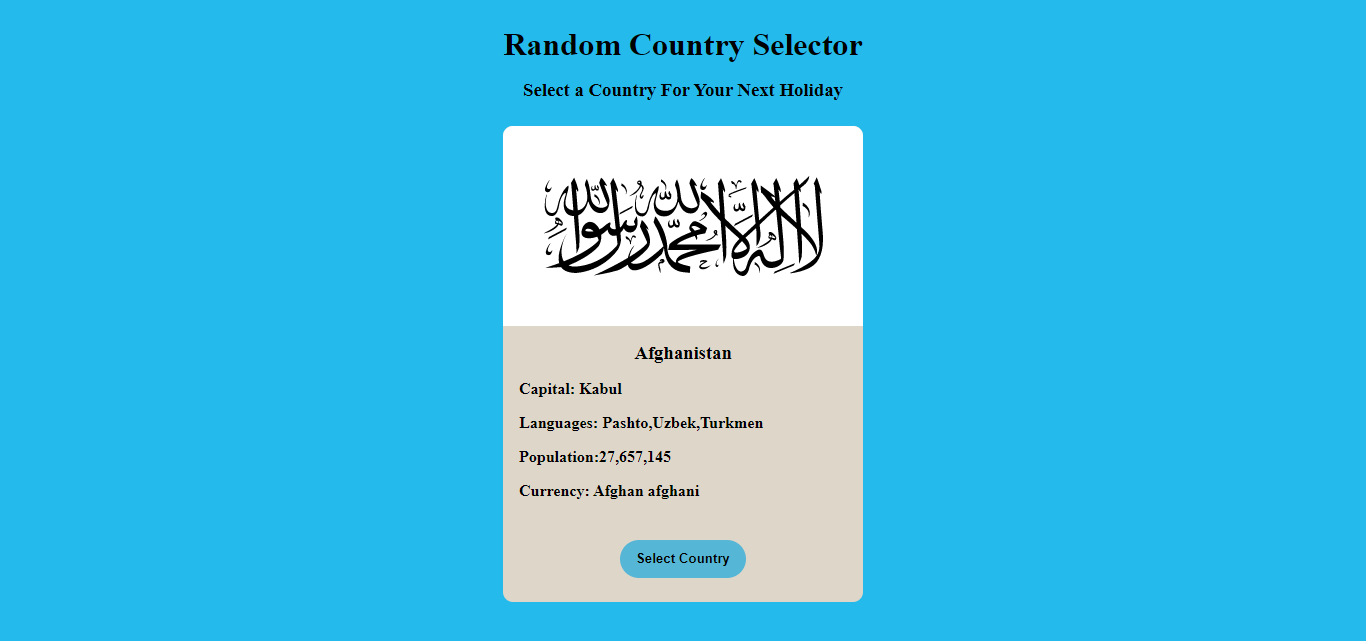 Random Country Selector
Select a Country For Your Next Holiday
لا إله إلا الله محمد رسول الله
Afghanistan
Capital: Kabul
Languages: Pashto,Uzbek,Turkmen
Population:27,657,145
Currency: Afghan afghani
Select Country